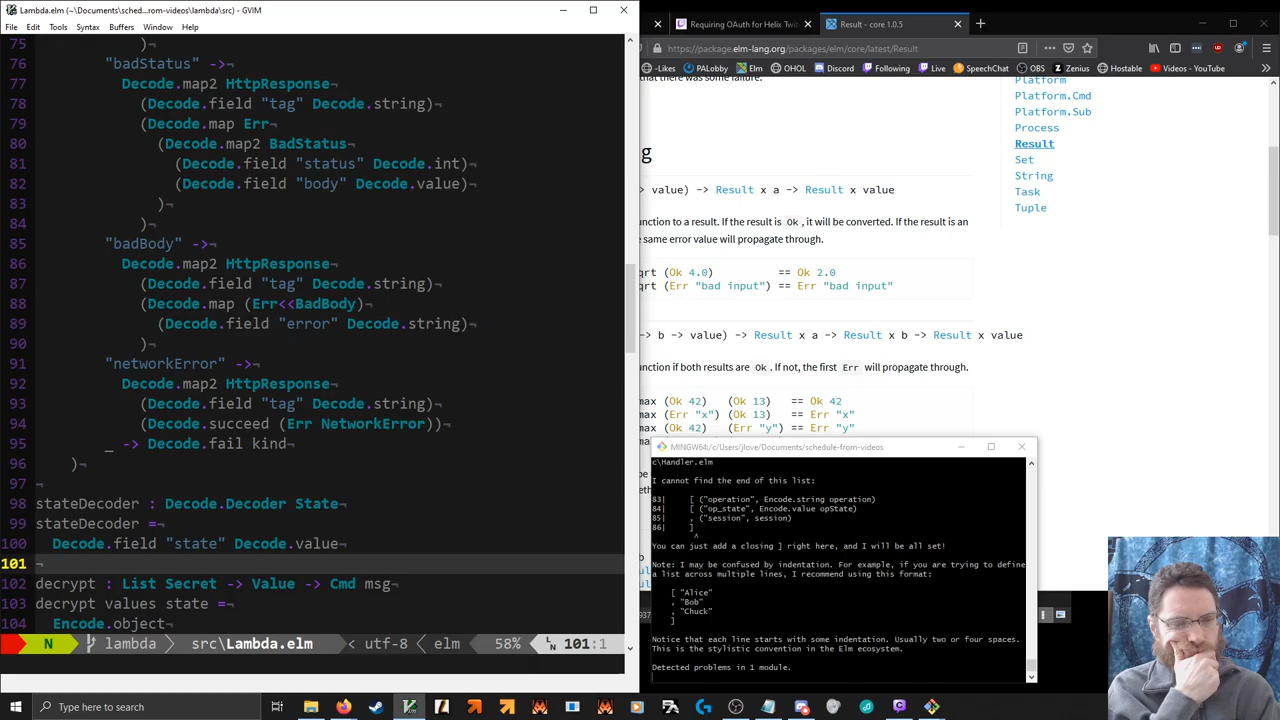 Lambda.elm (~\Documents\sched...rom-videos\lambda\src) - GVIM
File Edit Tools Syntax Buffers Window Help
75 )¬
76 "badStatus" ->¬
77 Decode.map2 HttpResponse¬
78 (Decode.field "tag" Decode.string)¬
79 (Decode.map Err¬
80 (Decode.map2 BadStatus¬
81 (Decode.field "status" Decode.int)¬
82 (Decode.field "body" Decode.value)¬
83 )¬
84 )¬
85 "badBody" ->¬
86 Decode.map2 HttpResponse¬
87 (Decode.field "tag" Decode.string)¬
88 (Decode.map (Err<<BadBody)¬
89 (Decode.field "error" Decode.string)¬
90 )¬
91 "networkError" ->¬
92 Decode.map2 HttpResponse¬
93 (Decode.field "tag" Decode.string)¬
94 (Decode.succeed (Err NetworkError))¬
95 _ -> Decode.fail kind¬
96 )¬
97 ¬
98 stateDecoder : Decode.Decoder State¬
99 stateDecoder =¬
100 Decode.field "state" Decode.value¬
101 ¬
102 decrypt : List Secret -> Value -> Cmd msg¬
103 decrypt values state =¬
104 Encode.object¬
N lambda src\Lambda.elm utf-8 elm 58% 101:1
Requiring OAuth for Helix Twit
Result - core 1.0.5
https://package.elm-lang.org/packages/elm/core/latest/Result
-Likes PALobby Elm OHOL Discord Following Live SpeechChat OBS Zenius Hostable Videos - YouTube
that there was some failure.
Platform
Platform.Cmd
Platform.Sub
Process
Result
Set
String
Task
Tuple
g
> value) -> Result x a -> Result x value
unction to a result. If the result is Ok, it will be converted. If the result is an
e same error value will propagate through.
qrt (Ok 4.0) == Ok 2.0
qrt (Err "bad input") == Err "bad input"
-> b -> value) -> Result x a -> Result x b -> Result x value
unction if both results are Ok. If not, the first Err will propagate through.
max (Ok 42) (Ok 13) == Ok 42
max (Err "x") (Ok 13) == Err "x"
max (Ok 42) (Err "y") == Err "y"
MINGW64:/c/Users/jlove/Documents/schedule-from-videos
c\Handler.elm
I cannot find the end of this list:
83| [ ("operation", Encode.string operation)
84| [ ("op_state", Encode.value opState)
85| , ("session", session)
86| ]
^
You can just add a closing ] right here, and I will be all set!
Note: I may be confused by indentation. For example, if you are trying to define
a list across multiple lines, I recommend using this format:
[ "Alice"
, "Bob"
, "Chuck"
]
Notice that each line starts with some indentation. Usually two or four spaces.
This is the stylistic convention in the Elm ecosystem.
Detected problems in 1 module.
Type here to search